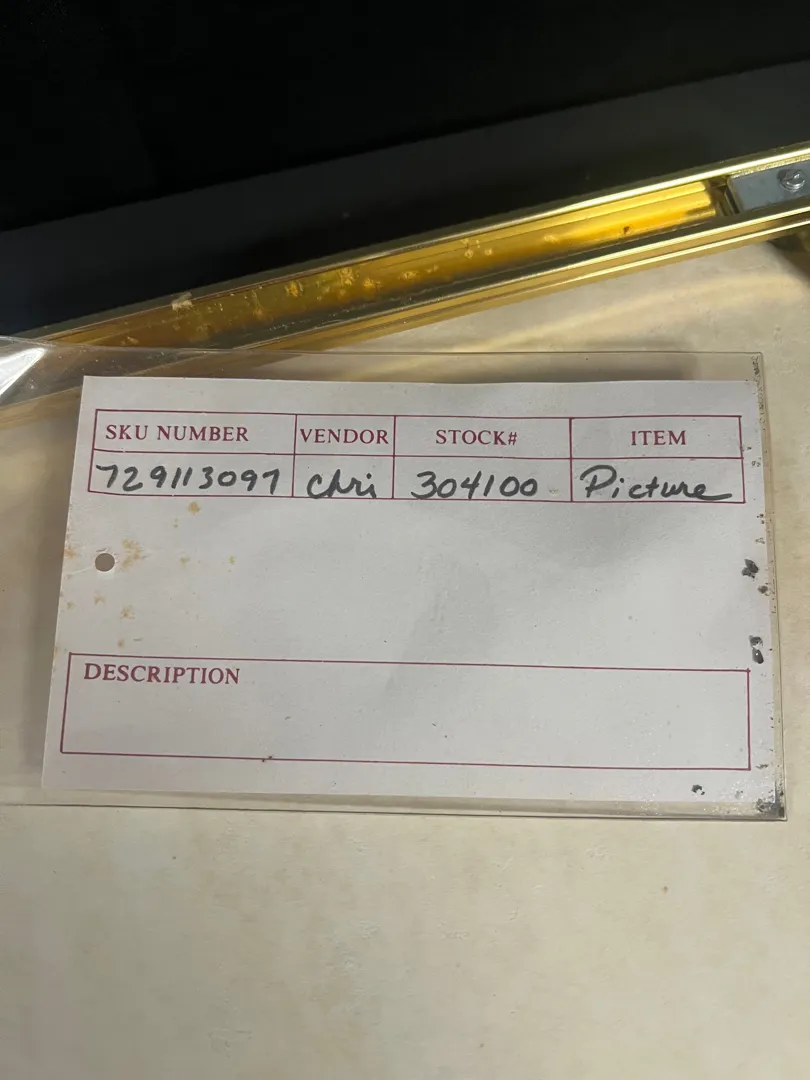 SKU NUMBER VENDOR STOCK# ITEM
729113097 Chri 304100 Picture
DESCRIPTION